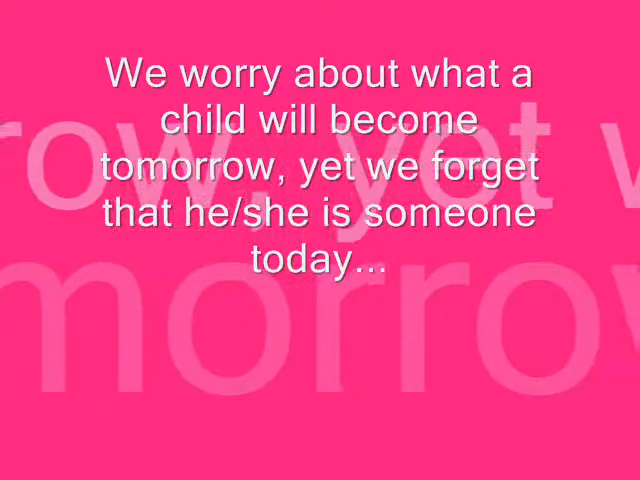 We worry about what a
child will become
tomorrow, yet we forget
that he/she is someone
today...
row, yet w
morrow